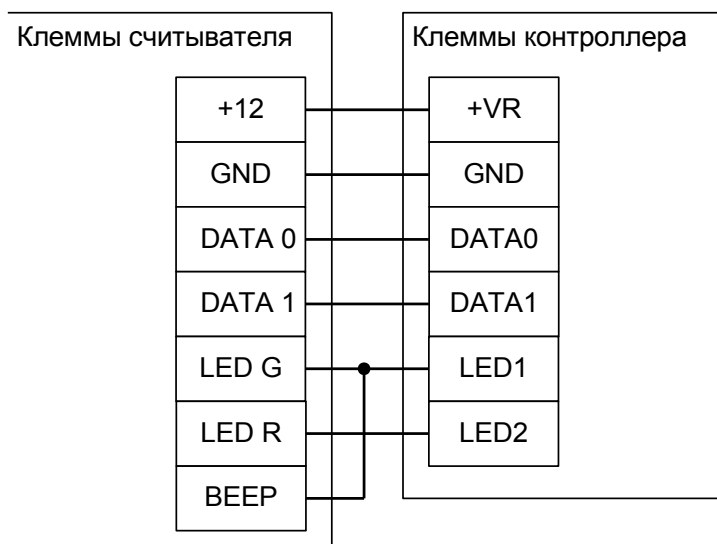 Клеммы считывателя
Клеммы контроллера
+12
+VR
GND
GND
DATA 0
DATA0
DATA 1
DATA1
LED G
LED1
LED R
LED2
BEEP